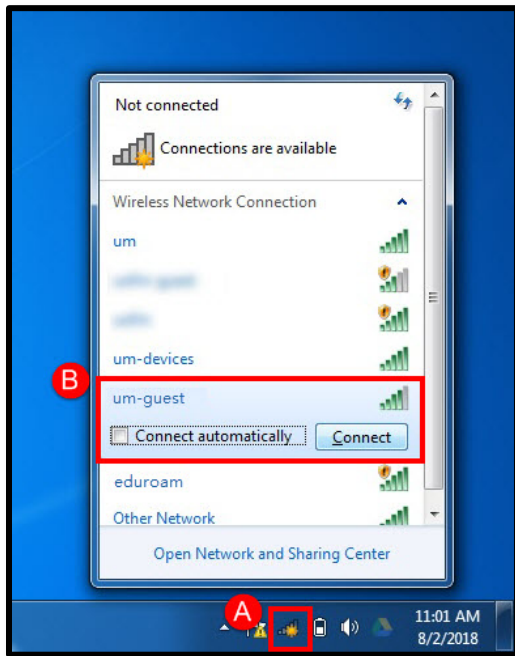 Not connected
Connections are available
Wireless Network Connection
um
um-devices
B
um-guest
Connect automatically
Connect
eduroam
Other Network
Open Network and Sharing Center
A
11:01 AM
8/2/2018